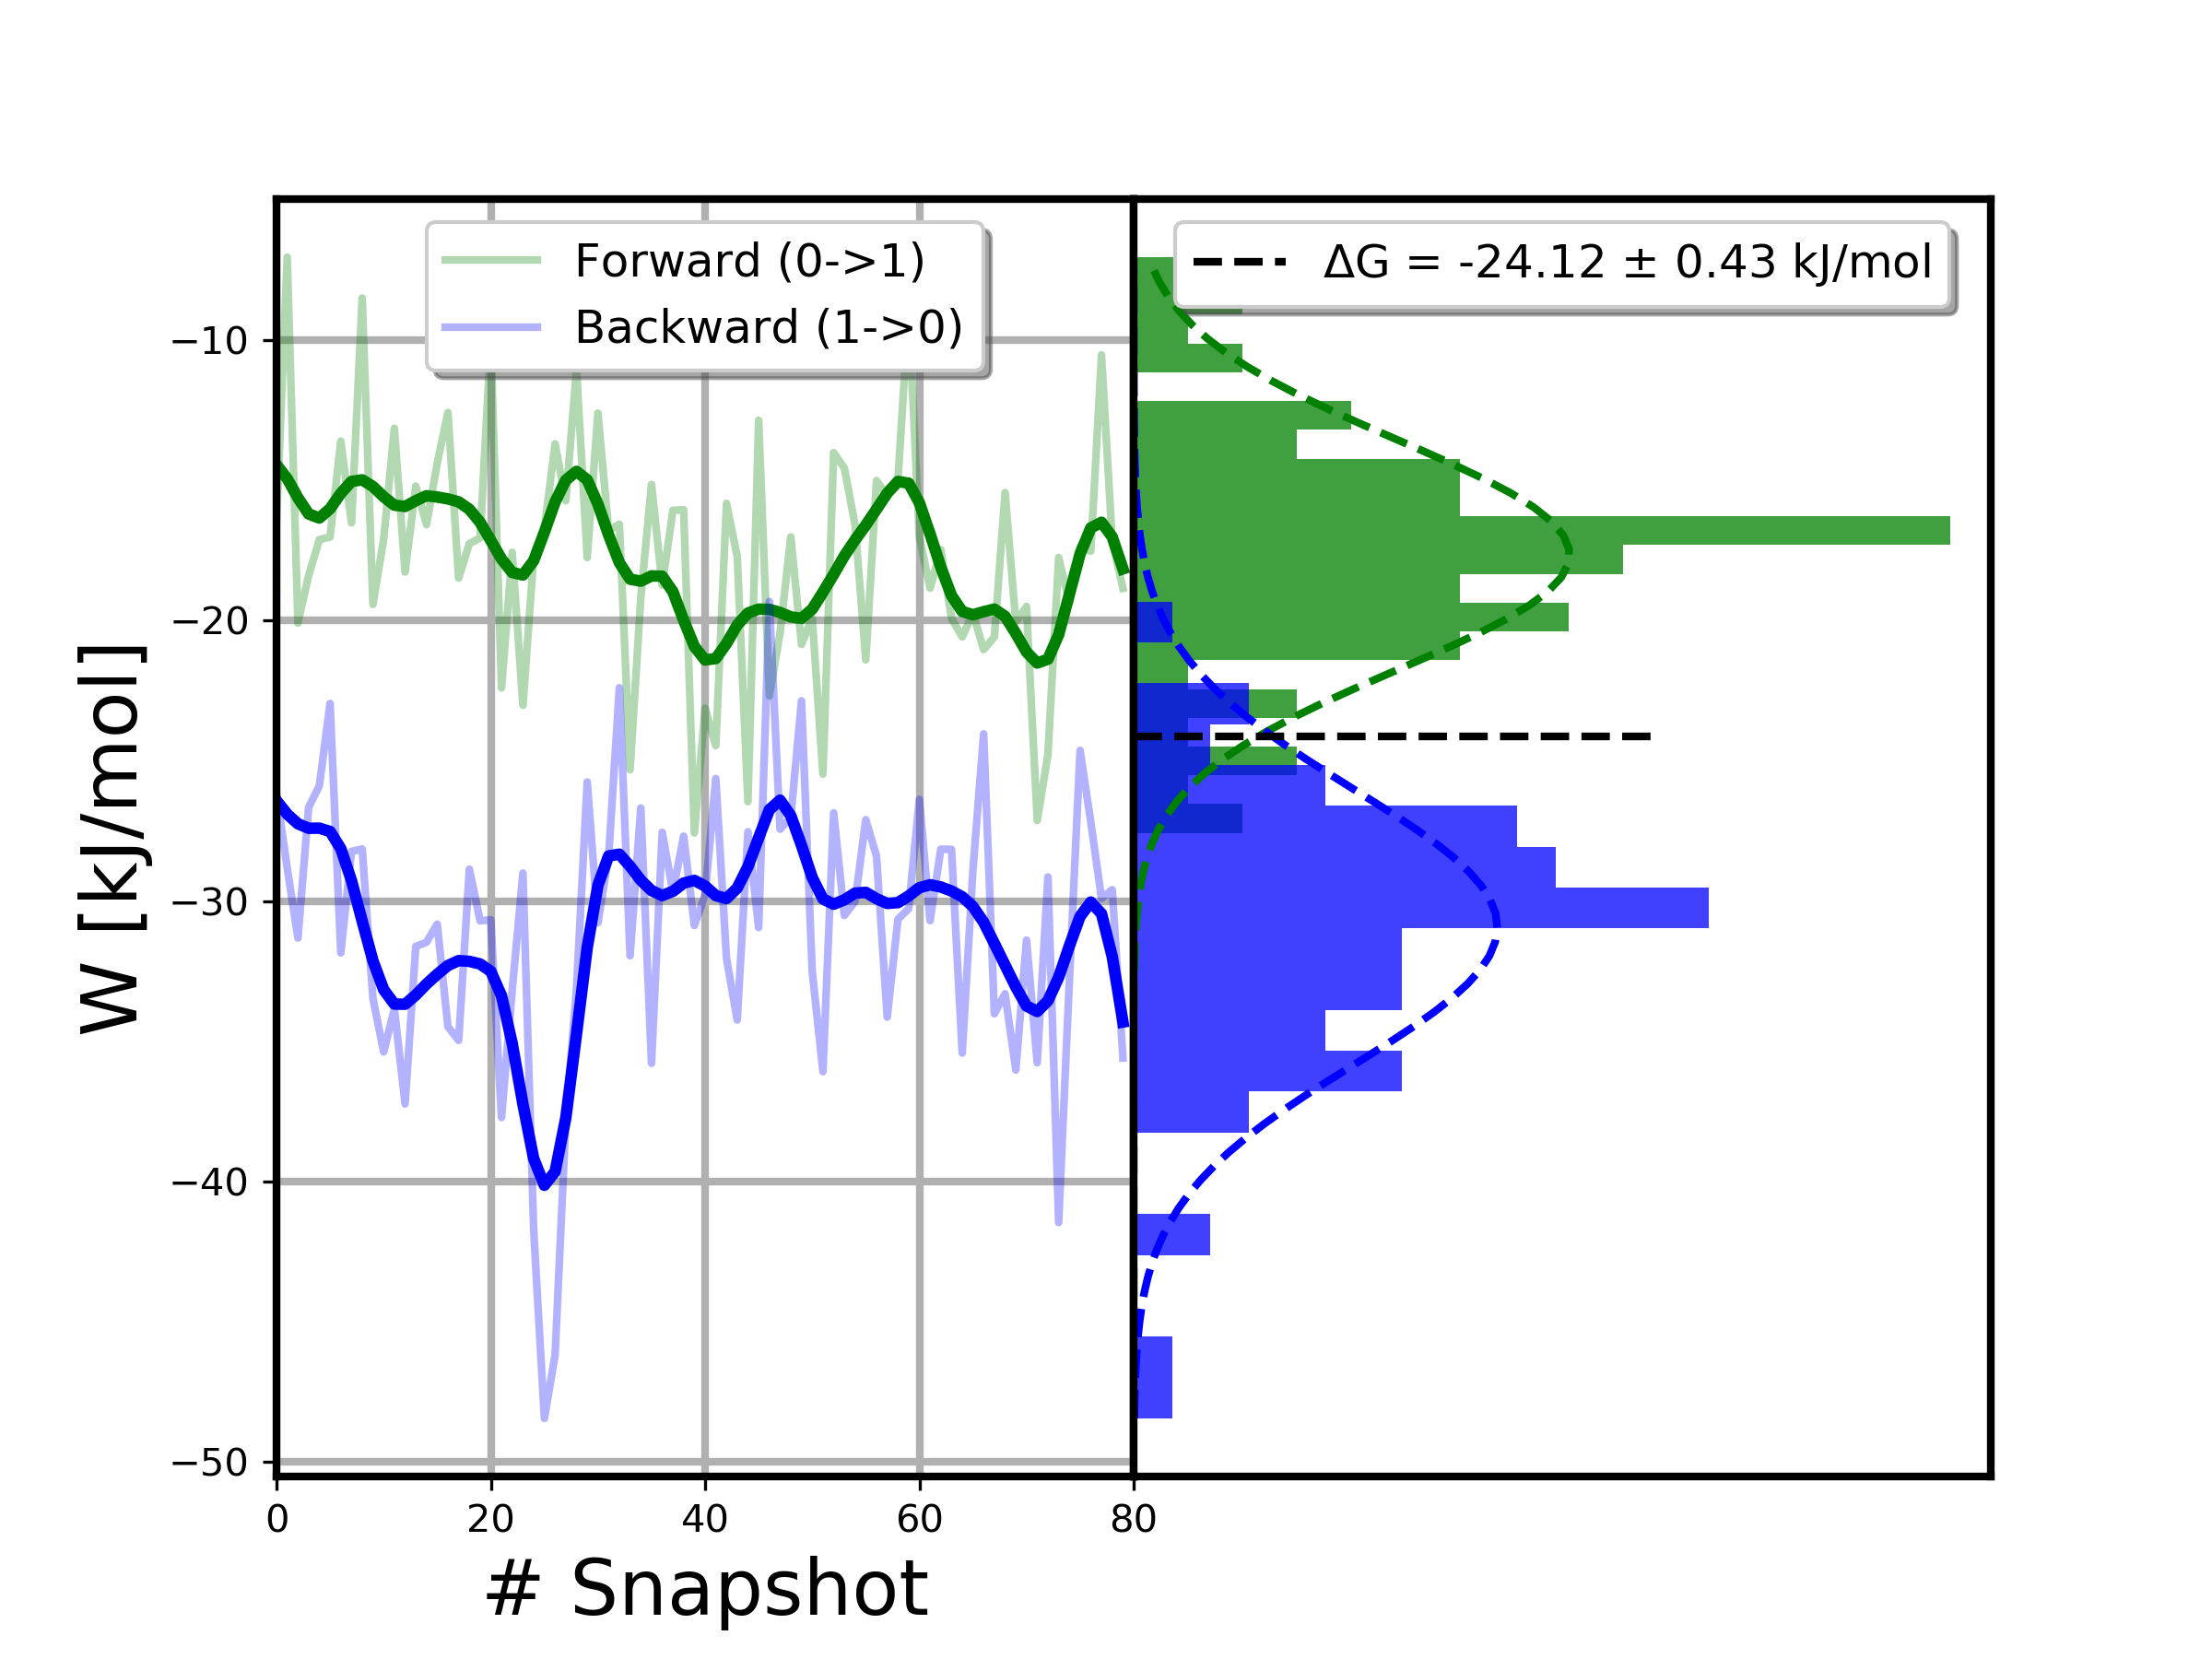 Forward (0->1)
Backward (1->0)
ΔG = -24.12 ± 0.43 kJ/mol
W [kJ/mol]
−10
−20
−30
−40
−50
0 20 40 60 80
# Snapshot